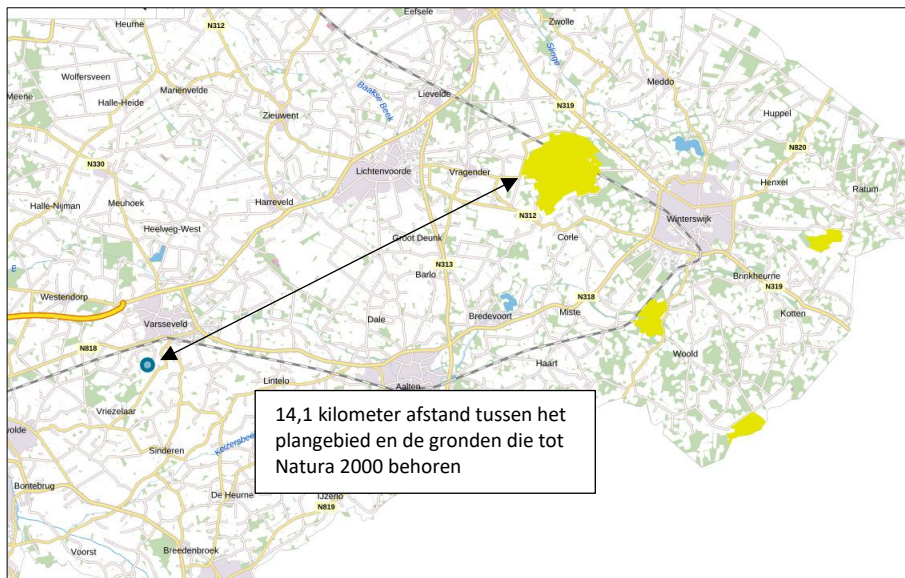 Eefsele
Heurne
N312
Zwolle
Slinge
Wolfersveen
Mariënvelde
Meddo
Meene
Halle-Heide
Baakse Beek
Lievelde
N319
Huppel
Zieuwent
N820
N330
Lichtenvoorde
Vragender
Henxel
Ratum
Halle-Nijman
Meuhoek
Harreveld
N312
Winterswijk
Heelweg-West
Groot Deunk
Corle
Barlo
N313
Brinkheurne
Westendorp
N319
Varsseveld
Dale
Bredevoort
N318
Miste
Kotten
N818
Haart
Woold
Lintelo
Aalten
Vriezelaar
14,1 kilometer afstand tussen het
plangebied en de gronden die tot
Natura 2000 behoren
wolde
Keizersbeek
Sinderen
Bontebrug
De Heurne
IJzerlo
N819
Voorst
Breedenbroek